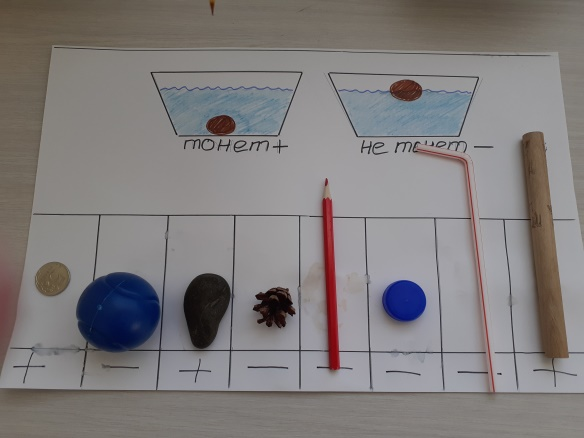 тонет+ не тонет−
+ − + − − − − +